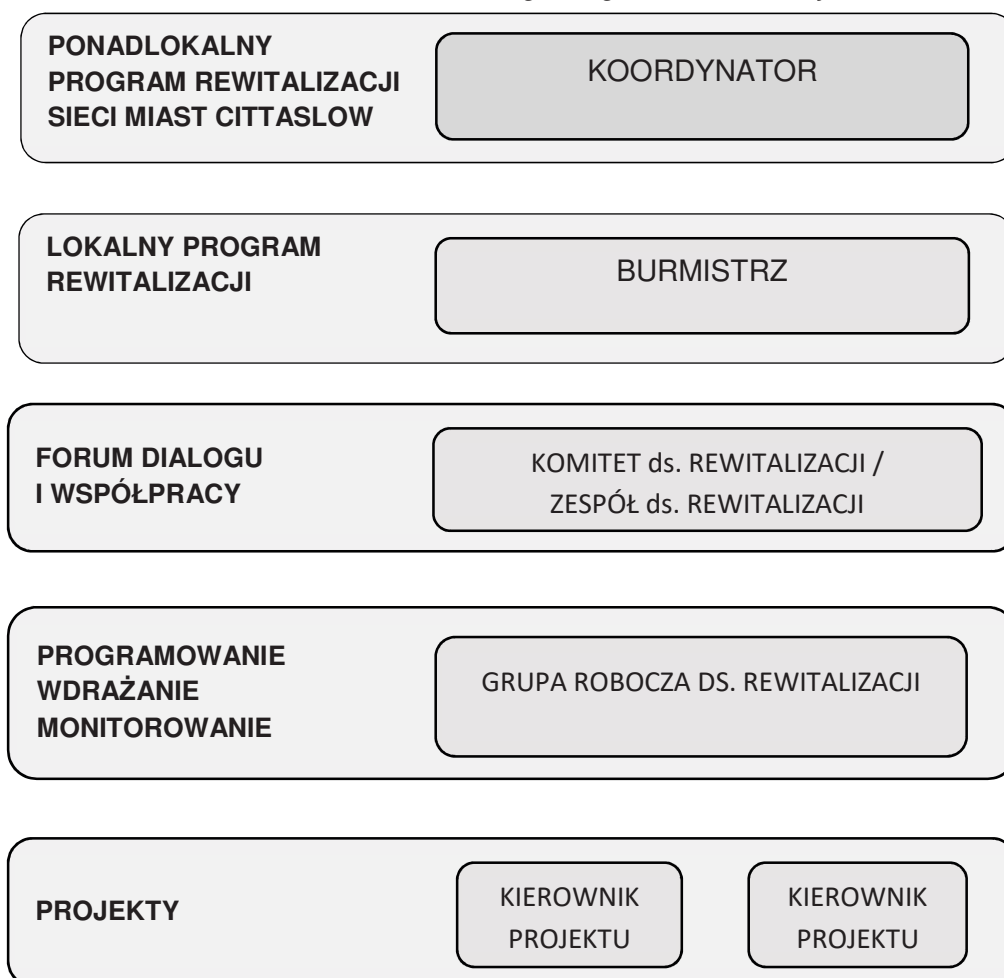 PONADLOKALNY
PROGRAM REWITALIZACJI
SIECI MIAST CITTASLOW
KOORDYNATOR
LOKALNY PROGRAM
REWITALIZACJI
BURMISTRZ
FORUM DIALOGU
I WSPÓŁPRACY
KOMITET ds. REWITALIZACJI /
ZESPÓŁ ds. REWITALIZACJI
PROGRAMOWANIE
WDRAŻANIE
MONITOROWANIE
GRUPA ROBOCZA DS. REWITALIZACJI
PROJEKTY
KIEROWNIK
PROJEKTU
KIEROWNIK
PROJEKTU